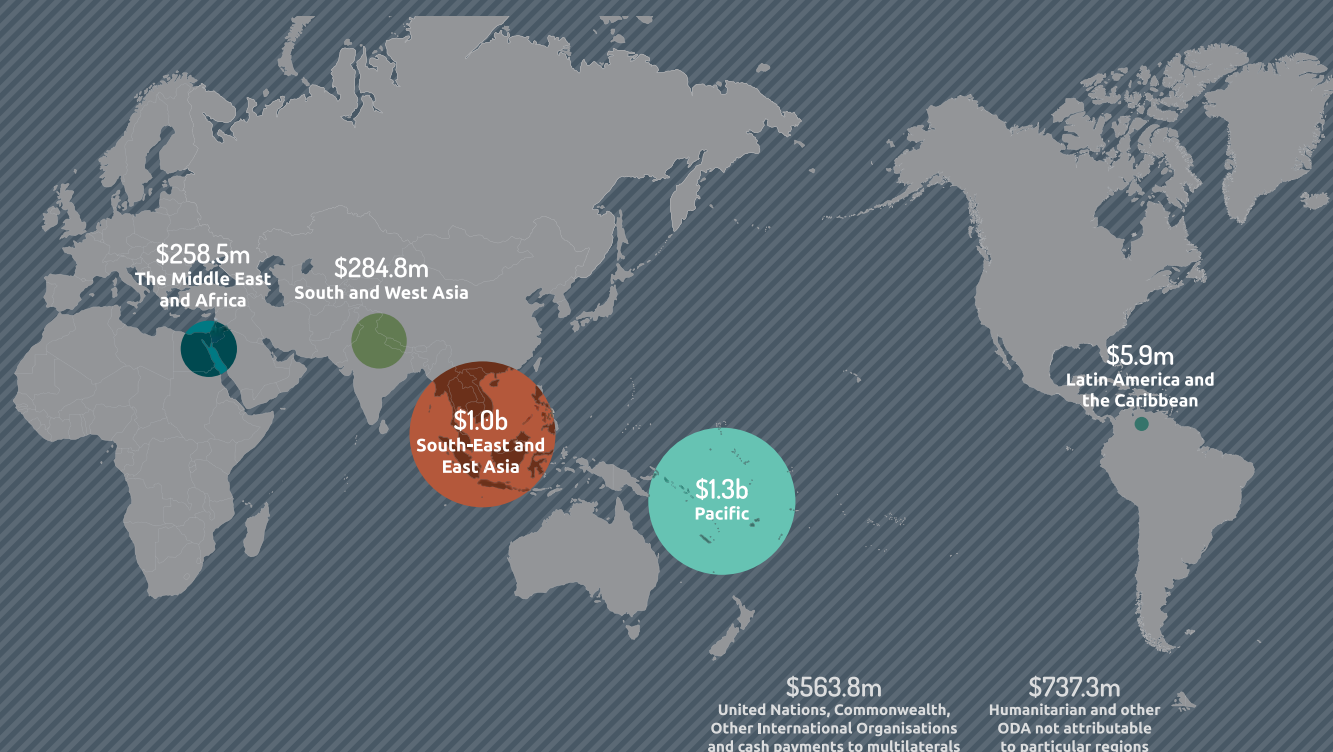 $258.5m
The Middle East
and Africa
$284.8m
South and West Asia
$1.0b
South-East and
East Asia
$1.3b
Pacific
$5.9m
Latin America and
the Caribbean
$563.8m
United Nations, Commonwealth,
Other International Organisations
and cash payments to multilaterals
$737.3m
Humanitarian and other
ODA not attributable
to particular regions